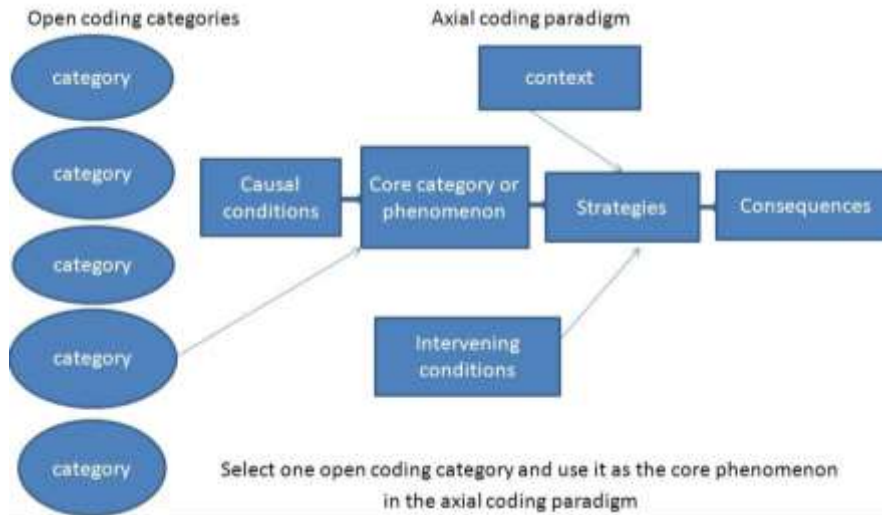 Open coding categories
Axial coding paradigm
category
context
category
Causal
conditions
Core category or
phenomenon
Strategies
Consequences
category
category
Intervening
conditions
category
Select one open coding category and use it as the core phenomenon
in the axial coding paradigm